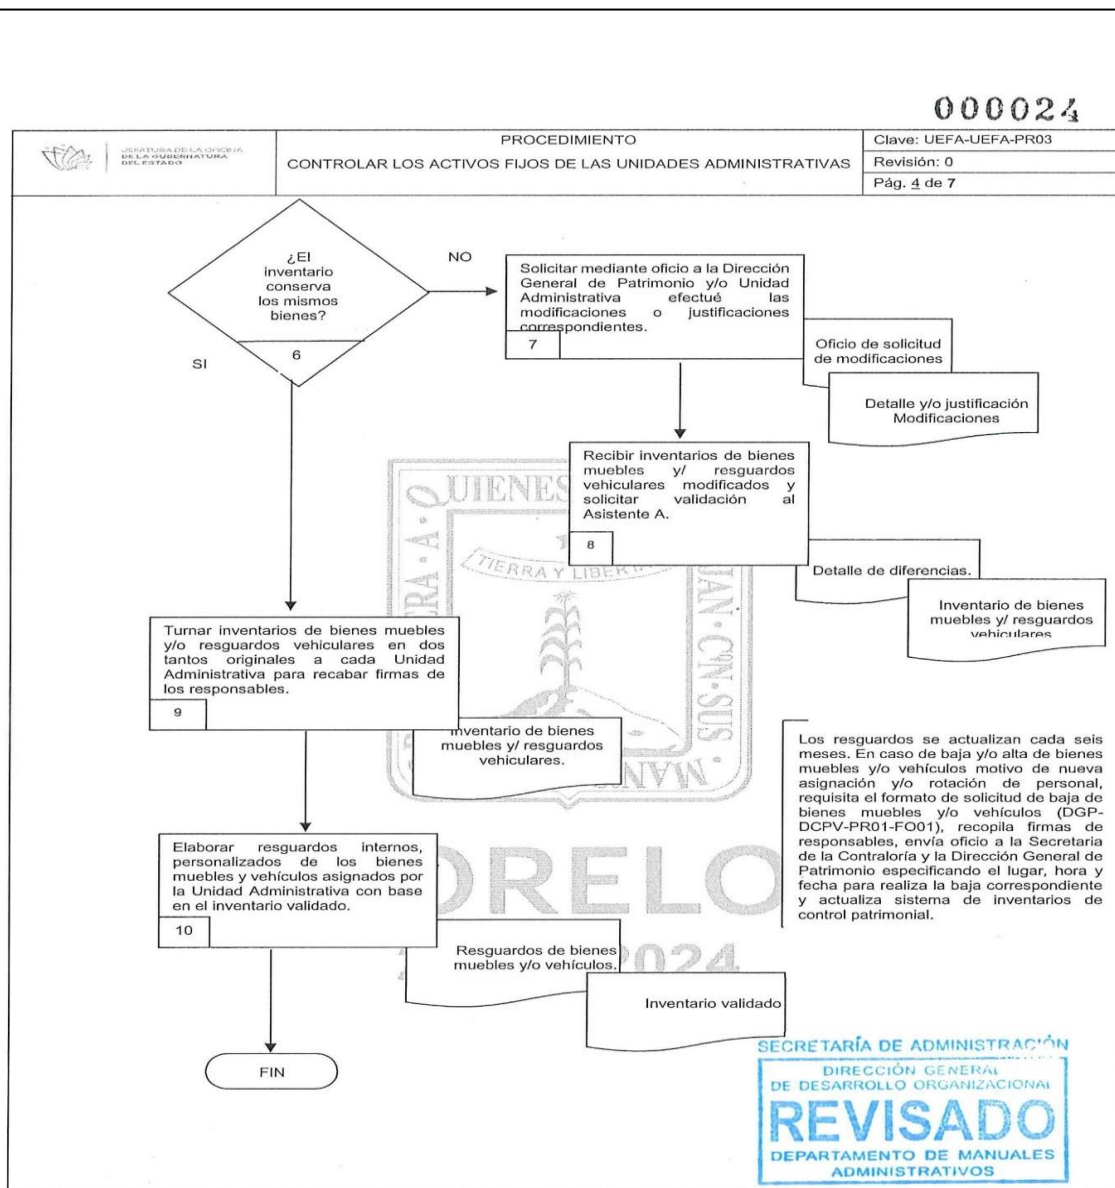 000024
JEFATURA DE LA OFICINA
DE LA GUBERNATURA
DEL ESTADO
PROCEDIMIENTO
CONTROLAR LOS ACTIVOS FIJOS DE LAS UNIDADES ADMINISTRATIVAS
Clave: UEFA-UEFA-PR03
Revisión: 0
Pág. 4 de 7
¿El
inventario
conserva
los mismos
bienes?
6
NO
SI
Solicitar mediante oficio a la Dirección
General de Patrimonio y/o Unidad
Administrativa efectué las
modificaciones o justificaciones
correspondientes.
7
Oficio de solicitud
de modificaciones
Detalle y/o justificación
Modificaciones
Recibir inventarios de bienes
muebles y/ resguardos
vehiculares modificados y
solicitar validación al
Asistente A.
8
Detalle de diferencias.
Inventario de bienes
muebles y/ resguardos
vehiculares
QUIENES
TIERRA Y LIBERTA
Turnar inventarios de bienes muebles
y/o resguardos vehiculares en dos
tantos originales a cada Unidad
Administrativa para recabar firmas de
los responsables.
9
Inventario de bienes
muebles y/ resguardos
vehiculares.
Los resguardos se actualizan cada seis
meses. En caso de baja y/o alta de bienes
muebles y/o vehículos motivo de nueva
asignación y/o rotación de personal,
requisita el formato de solicitud de baja de
bienes muebles y/o vehículos (DGP-
DCPV-PR01-FO01), recopila firmas de
responsables, envía oficio a la Secretaria
de la Contraloría y la Dirección General de
Patrimonio especificando el lugar, hora y
fecha para realiza la baja correspondiente
y actualiza sistema de inventarios de
control patrimonial.
Elaborar resguardos internos,
personalizados de los bienes
muebles y vehículos asignados por
la Unidad Administrativa con base
en el inventario validado.
10
ORELO
2024
Resguardos de bienes
muebles y/o vehículos.
Inventario validado
FIN
SECRETARÍA DE ADMINISTRACIÓN
DIRECCIÓN GENERAL
DE DESARROLLO ORGANIZACIONAL
REVISADO
DEPARTAMENTO DE MANUALES
ADMINISTRATIVOS